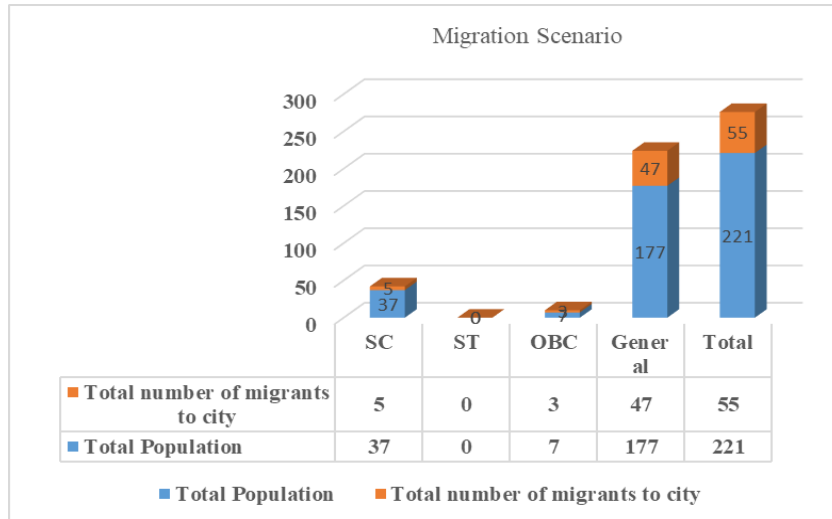 Migration Scenario
300
250
200
150
100
50
0
5
37
0
3
7
47
177
55
221
SC ST OBC Gener
al Total
Total number of migrants
to city 5 0 3 47 55
Total Population 37 0 7 177 221
Total Population Total number of migrants to city